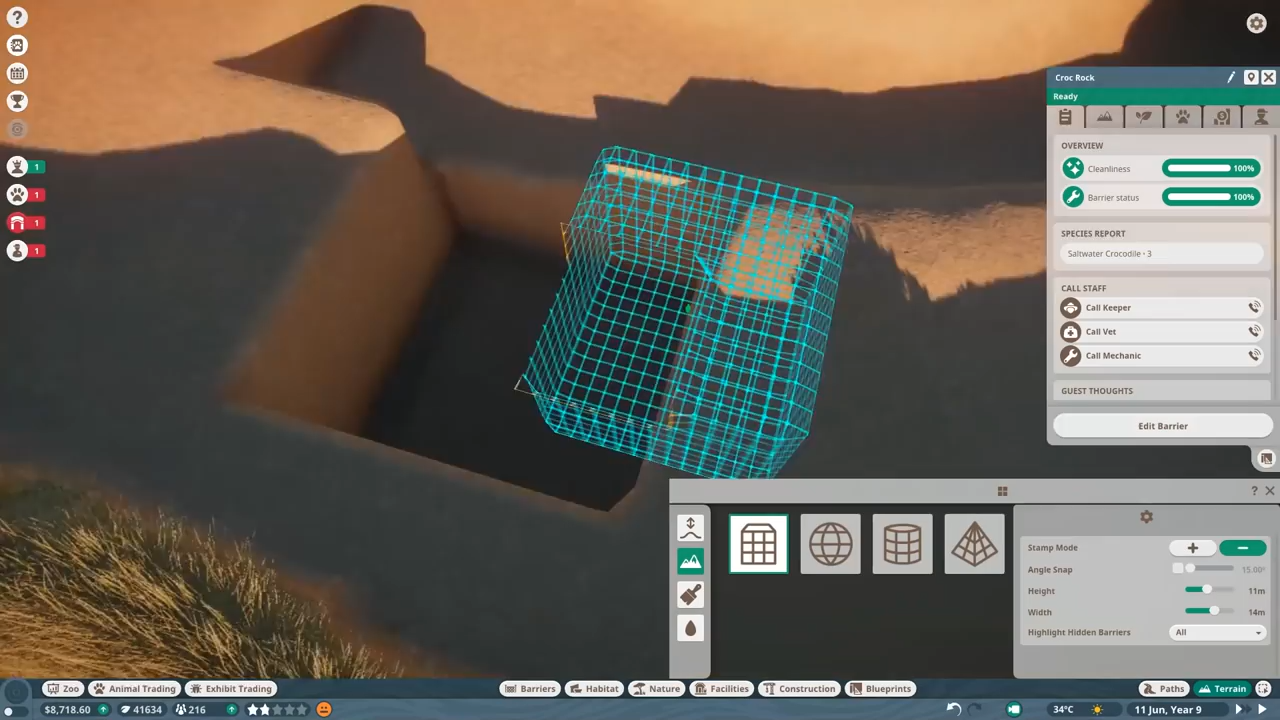 ?
1
1
1
1
Croc Rock
Ready
OVERVIEW
Cleanliness 100%
Barrier status 100%
SPECIES REPORT
Saltwater Crocodile · 3
CALL STAFF
Call Keeper
Call Vet
Call Mechanic
GUEST THOUGHTS
Edit Barrier
?
Stamp Mode + −
Angle Snap 15.00°
Height 11m
Width 14m
Highlight Hidden Barriers All
Zoo Animal Trading Exhibit Trading Barriers Habitat Nature Facilities Construction Blueprints Paths Terrain
$8,718.60 41634 216 34°C 11 Jun, Year 9